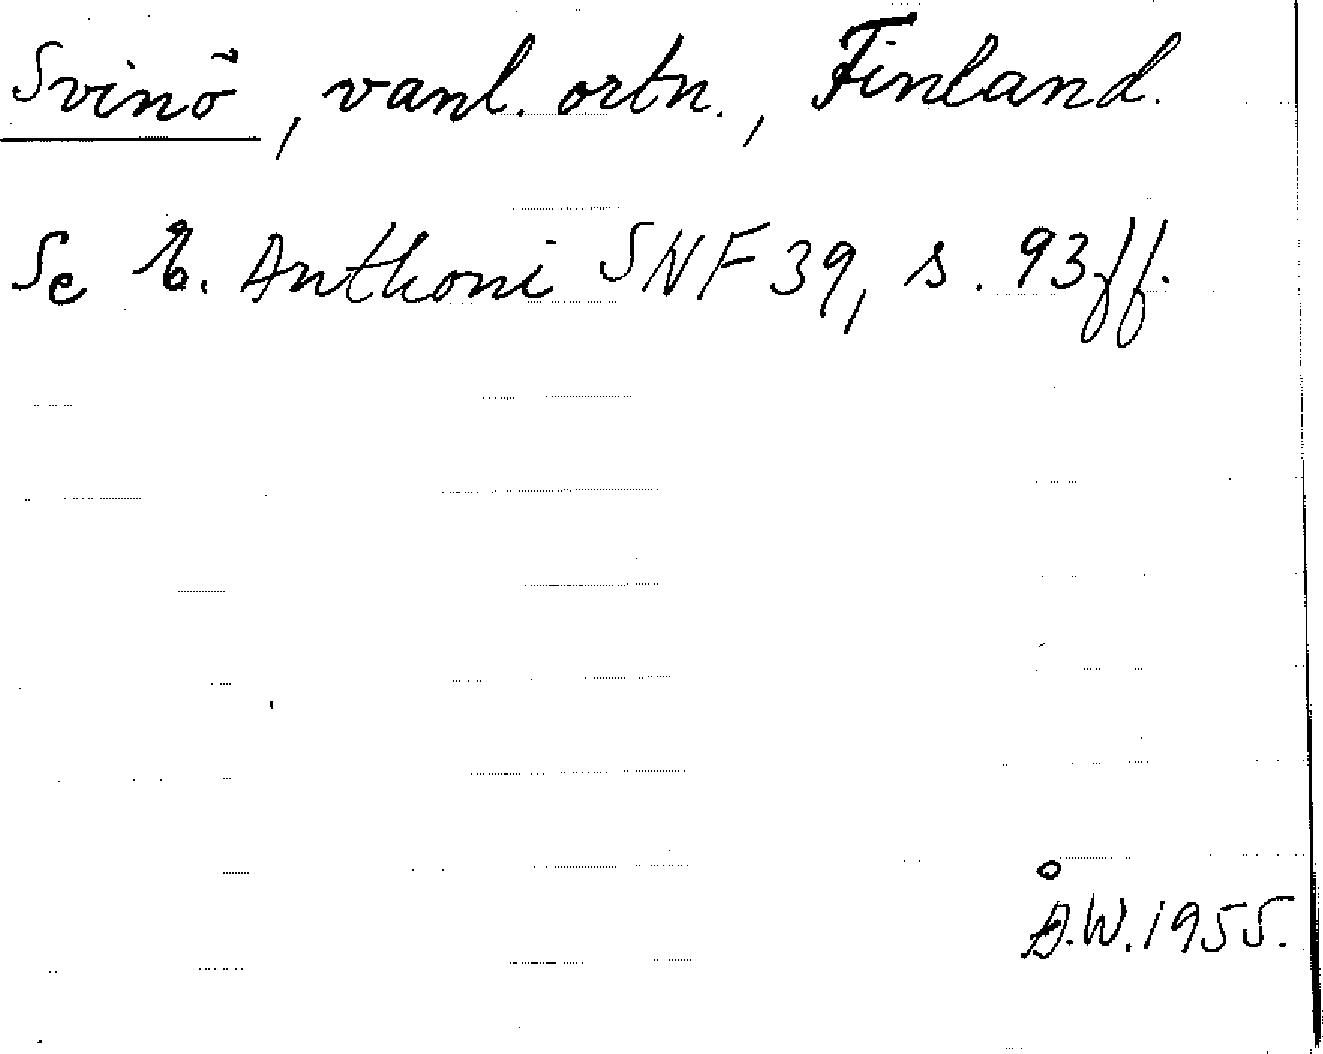 Svinö, vanl. ortn., Finland.
Se E. Anthoni SNF 39, s. 93ff.
Å.W. 1955.